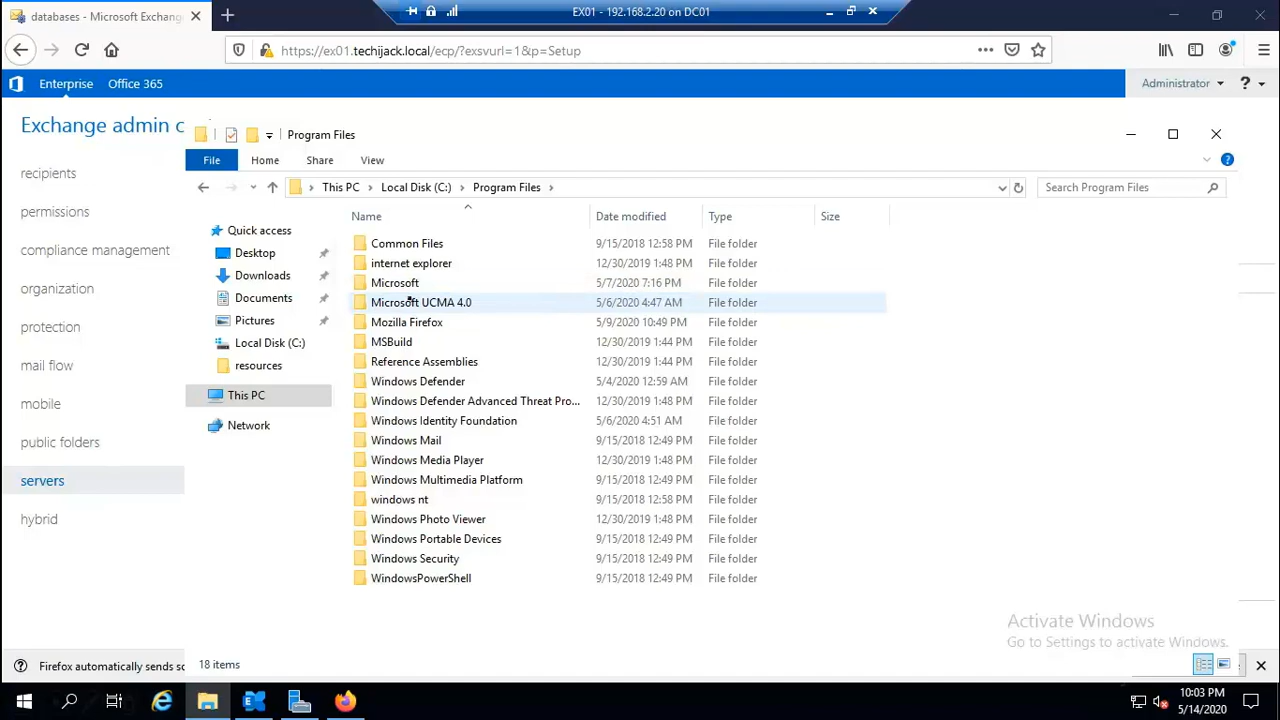 databases - Microsoft Exchang
EX01 - 192.168.2.20 on DC01
https://ex01.techijack.local/ecp/?exsvurl=1&p=Setup
Enterprise Office 365
Administrator
?
Exchange admin c
recipients
permissions
compliance management
organization
protection
mail flow
mobile
public folders
servers
hybrid
Program Files
File Home Share View
This PC > Local Disk (C:) > Program Files >
Search Program Files
Name Date modified Type Size
Quick access
Desktop
Downloads
Documents
Pictures
Local Disk (C:)
resources
This PC
Network
Common Files 9/15/2018 12:58 PM File folder
internet explorer 12/30/2019 1:48 PM File folder
Microsoft 5/7/2020 7:16 PM File folder
Microsoft UCMA 4.0 5/6/2020 4:47 AM File folder
Mozilla Firefox 5/9/2020 10:49 PM File folder
MSBuild 12/30/2019 1:44 PM File folder
Reference Assemblies 12/30/2019 1:44 PM File folder
Windows Defender 5/4/2020 12:59 AM File folder
Windows Defender Advanced Threat Pro... 12/30/2019 1:48 PM File folder
Windows Identity Foundation 5/6/2020 4:51 AM File folder
Windows Mail 9/15/2018 12:49 PM File folder
Windows Media Player 12/30/2019 1:48 PM File folder
Windows Multimedia Platform 9/15/2018 12:49 PM File folder
windows nt 9/15/2018 12:58 PM File folder
Windows Photo Viewer 12/30/2019 1:48 PM File folder
Windows Portable Devices 9/15/2018 12:49 PM File folder
Windows Security 9/15/2018 12:49 PM File folder
WindowsPowerShell 9/15/2018 12:49 PM File folder
Activate Windows
Go to Settings to activate Windows.
18 items
Firefox automatically sends so
10:03 PM
5/14/2020